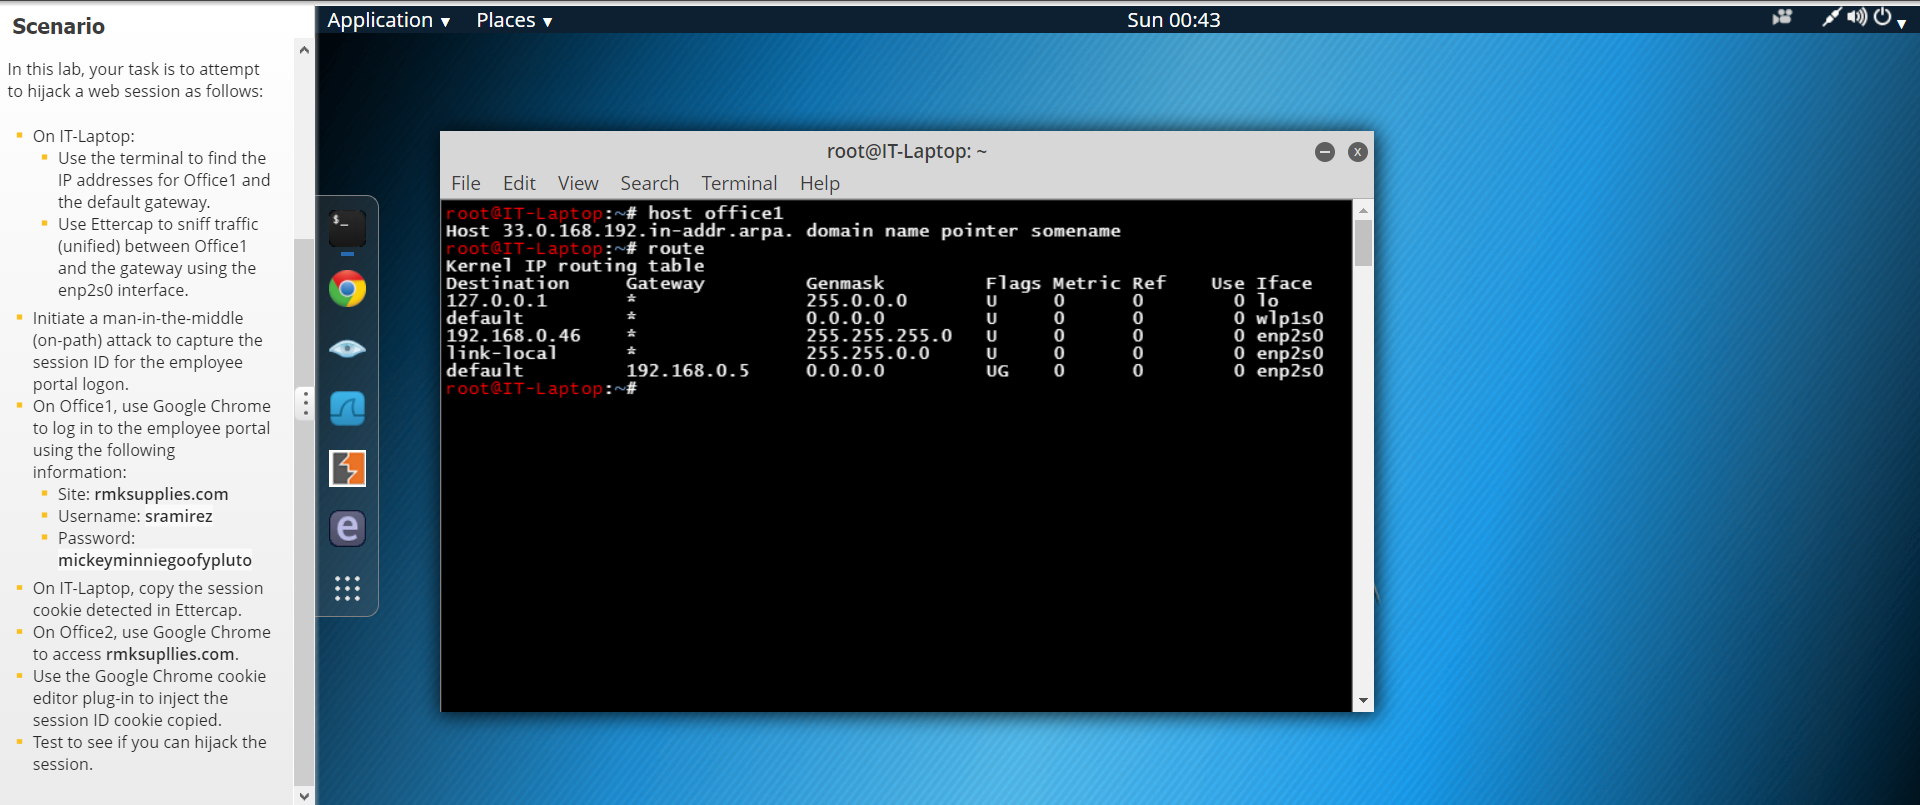 Scenario
In this lab, your task is to attempt
to hijack a web session as follows:
On IT-Laptop:
Use the terminal to find the
IP addresses for Office1 and
the default gateway.
Use Ettercap to sniff traffic
(unified) between Office1
and the gateway using the
enp2s0 interface.
Initiate a man-in-the-middle
(on-path) attack to capture the
session ID for the employee
portal logon.
On Office1, use Google Chrome
to log in to the employee portal
using the following
information:
Site: rmksupplies.com
Username: sramirez
Password:
mickeyminniegoofypluto
On IT-Laptop, copy the session
cookie detected in Ettercap.
On Office2, use Google Chrome
to access rmksupllies.com.
Use the Google Chrome cookie
editor plug-in to inject the
session ID cookie copied.
Test to see if you can hijack the
session.
Application Places Sun 00:43
$_
e
root@IT-Laptop: ~
File Edit View Search Terminal Help
root@IT-Laptop:~# host office1
Host 33.0.168.192.in-addr.arpa. domain name pointer somename
root@IT-Laptop:~# route
Kernel IP routing table
Destination Gateway Genmask Flags Metric Ref Use Iface
127.0.0.1 * 255.0.0.0 U 0 0 0 lo
default * 0.0.0.0 U 0 0 0 wlp1s0
192.168.0.46 * 255.255.255.0 U 0 0 0 enp2s0
link-local * 255.255.0.0 U 0 0 0 enp2s0
default 192.168.0.5 0.0.0.0 UG 0 0 0 enp2s0
root@IT-Laptop:~#